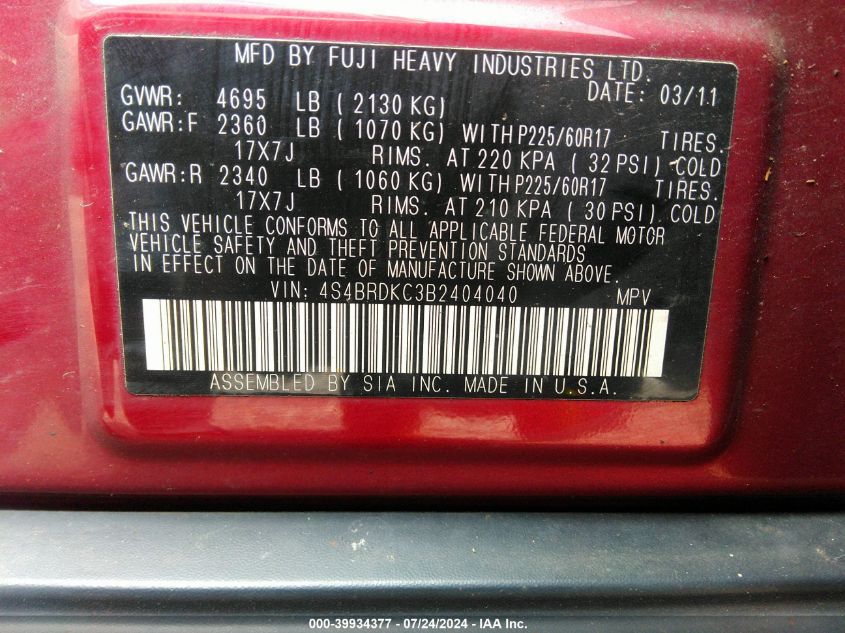 MFD BY FUJI HEAVY INDUSTRIES LTD.
DATE: 03/11
GVWR: 4695 LB ( 2130 KG)
GAWR:F 2360 LB ( 1070 KG) WITH P225/60R17 TIRES.
17X7J RIMS. AT 220 KPA ( 32 PSI) COLD
GAWR:R 2340 LB ( 1060 KG) WITH P225/60R17 TIRES.
17X7J RIMS. AT 210 KPA ( 30 PSI) COLD
THIS VEHICLE CONFORMS TO ALL APPLICABLE FEDERAL MOTOR
VEHICLE SAFETY AND THEFT PREVENTION STANDARDS
IN EFFECT ON THE DATE OF MANUFACTURE SHOWN ABOVE.
VIN: 4S4BRDKC3B2404040 MPV
ASSEMBLED BY SIA INC. MADE IN U.S.A.
000-39934377 - 07/24/2024 - IAA Inc.